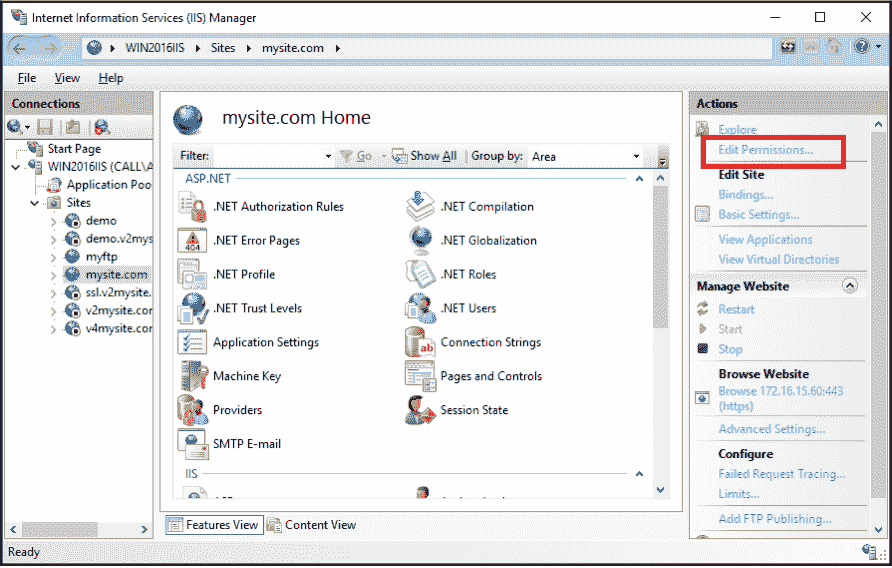 Internet Information Services (IIS) Manager
WIN2016IIS Sites mysite.com
File View Help
Connections
Start Page
WIN2016IIS (CALL\A
Application Poo
Sites
demo
demo.v2mys
myftp
mysite.com
ssl.v2mysite.
v2mysite.com
v4mysite.com
mysite.com Home
Filter: Go Show All Group by: Area
ASP.NET
.NET Authorization Rules .NET Compilation
404
.NET Error Pages .NET Globalization
.NET Profile .NET Roles
.NET Trust Levels .NET Users
Application Settings ab Connection Strings
Machine Key Pages and Controls
Providers Session State
SMTP E-mail
IIS
Features View Content View
Actions
Explore
Edit Permissions...
Edit Site
Bindings...
Basic Settings...
View Applications
View Virtual Directories
Manage Website
Restart
Start
Stop
Browse Website
Browse 172.16.15.60:443
(https)
Advanced Settings...
Configure
Failed Request Tracing...
Limits...
Add FTP Publishing...
Ready